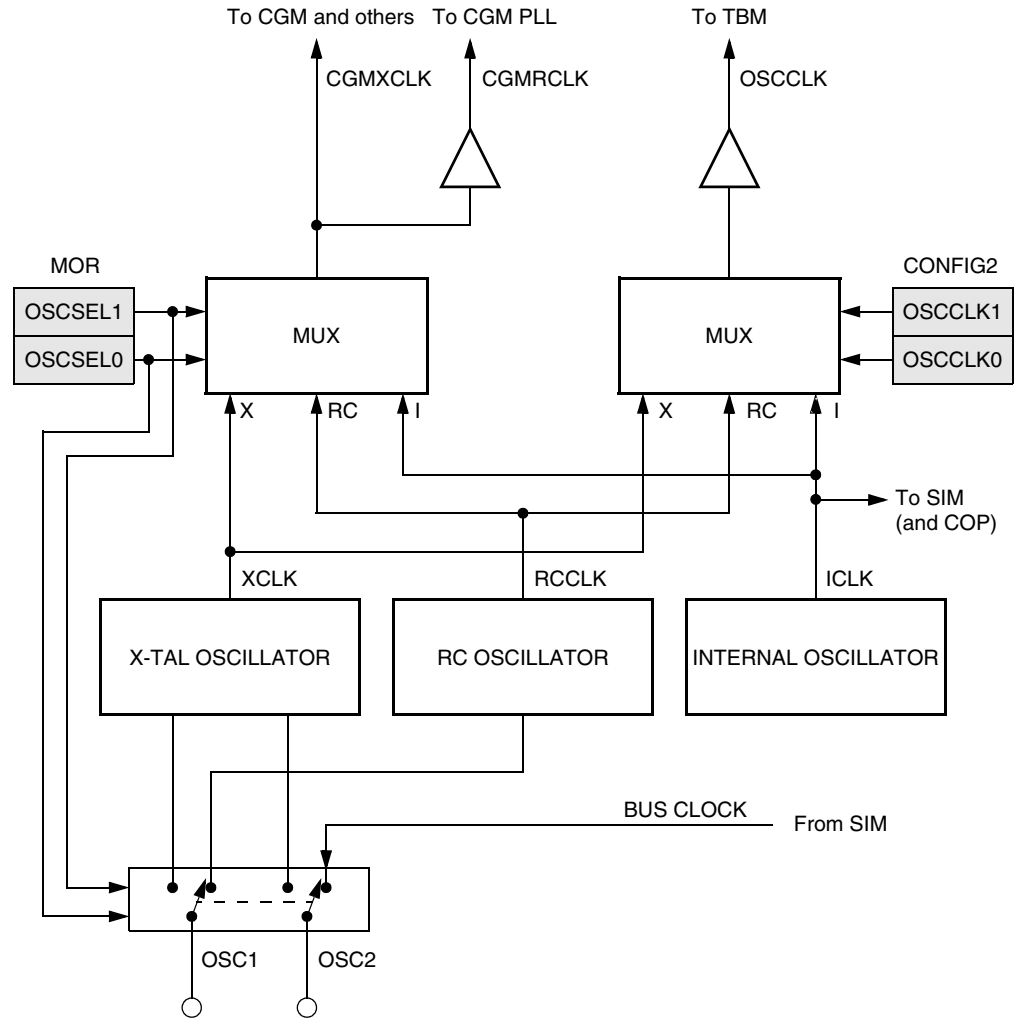 To CGM and others To CGM PLL To TBM
CGMXCLK CGMRCLK OSCCLK
MOR CONFIG2
OSCSEL1 OSCCLK1
MUX MUX
OSCSEL0 OSCCLK0
X RC I X RC I
To SIM
(and COP)
XCLK RCCLK ICLK
X-TAL OSCILLATOR RC OSCILLATOR INTERNAL OSCILLATOR
BUS CLOCK From SIM
OSC1 OSC2